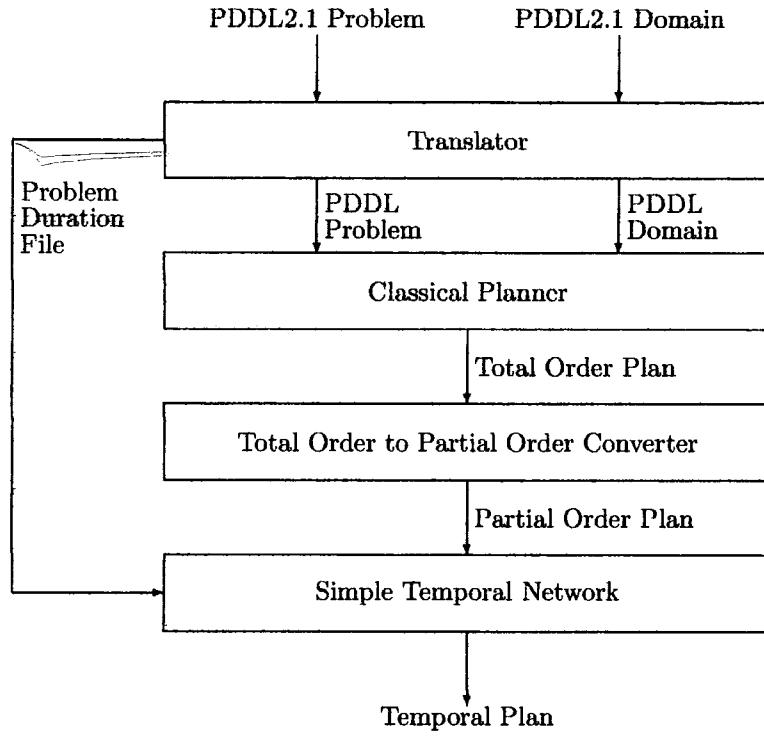 PDDL2.1 Problem
PDDL2.1 Domain
Translator
Problem
Duration
File
PDDL
Problem
PDDL
Domain
Classical Planncr
Total Order Plan
Total Order to Partial Order Converter
Partial Order Plan
Simple Temporal Network
Temporal Plan